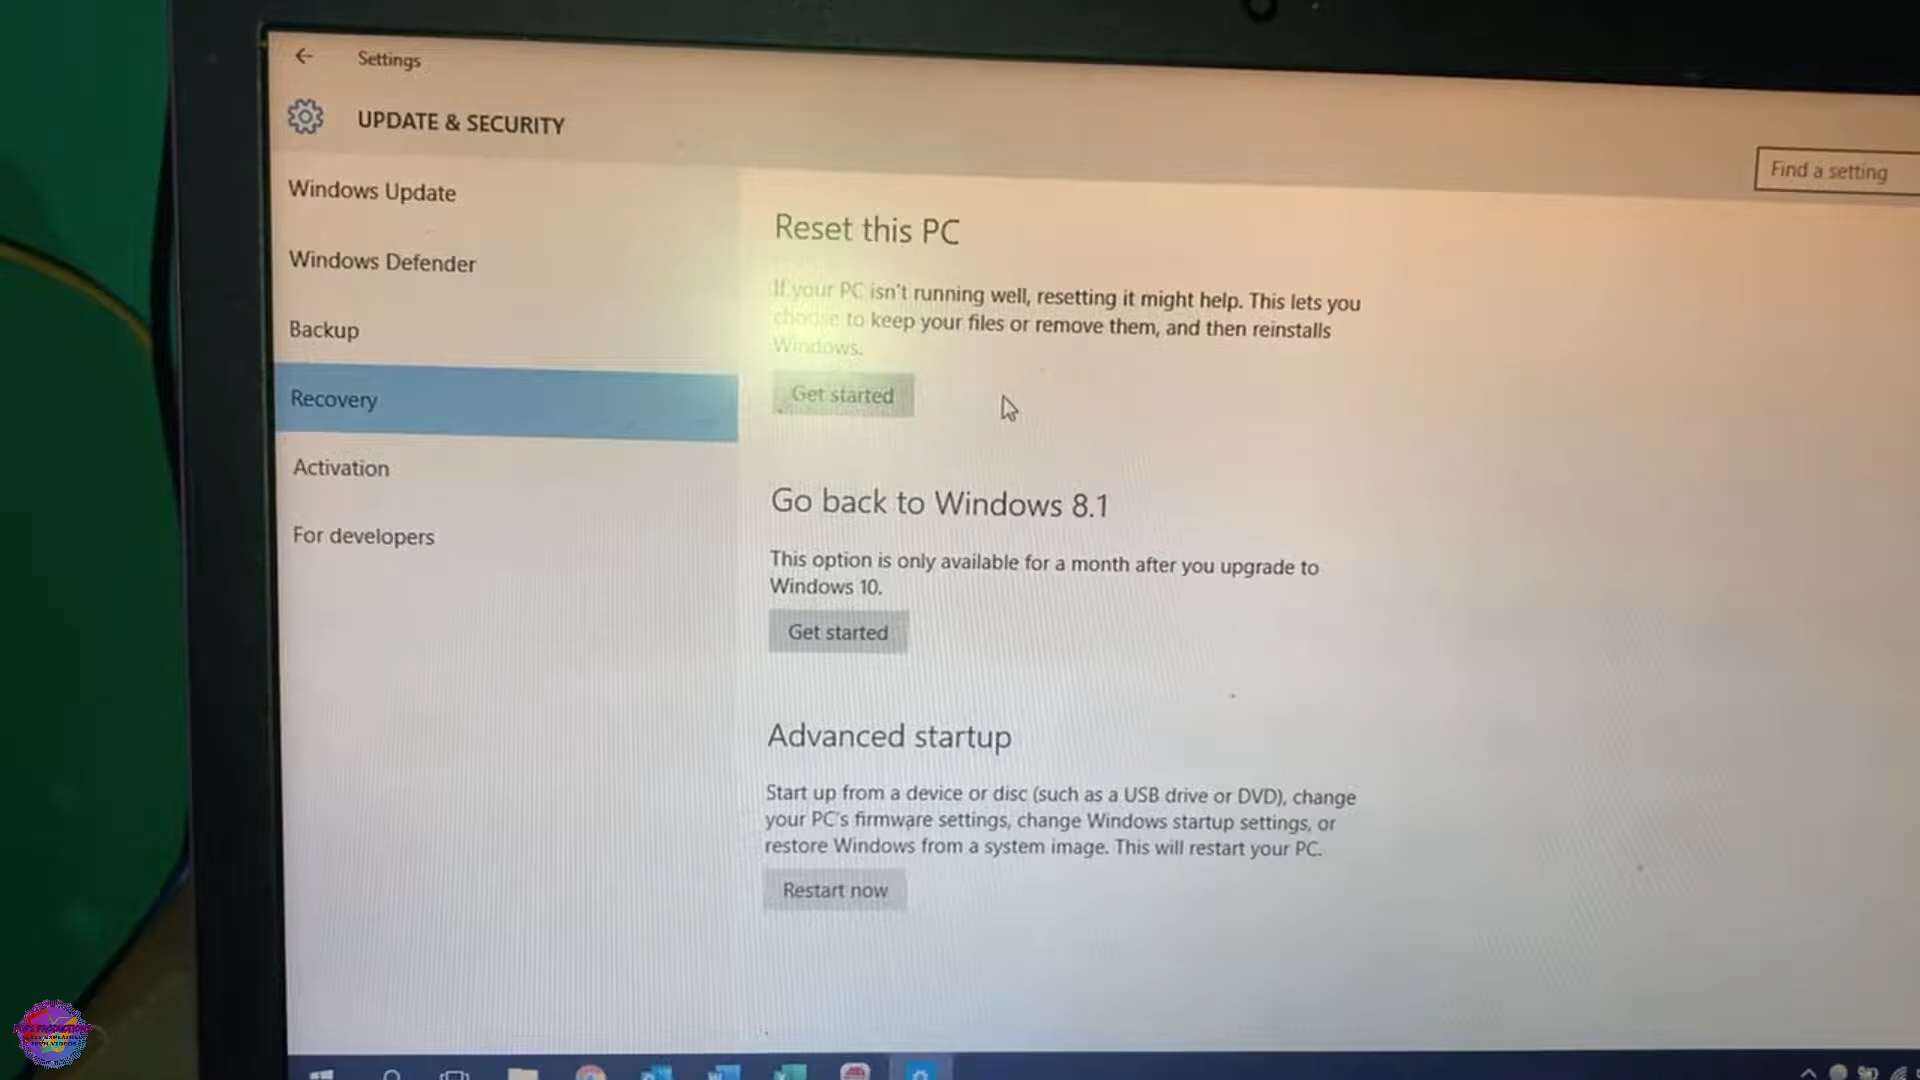 Settings
UPDATE & SECURITY
Find a setting
Windows Update
Windows Defender
Backup
Recovery
Activation
For developers
Reset this PC
If your PC isn't running well, resetting it might help. This lets you
choose to keep your files or remove them, and then reinstalls
Windows.
Get started
Go back to Windows 8.1
This option is only available for a month after you upgrade to
Windows 10.
Get started
Advanced startup
Start up from a device or disc (such as a USB drive or DVD), change
your PC's firmware settings, change Windows startup settings, or
restore Windows from a system image. This will restart your PC.
Restart now